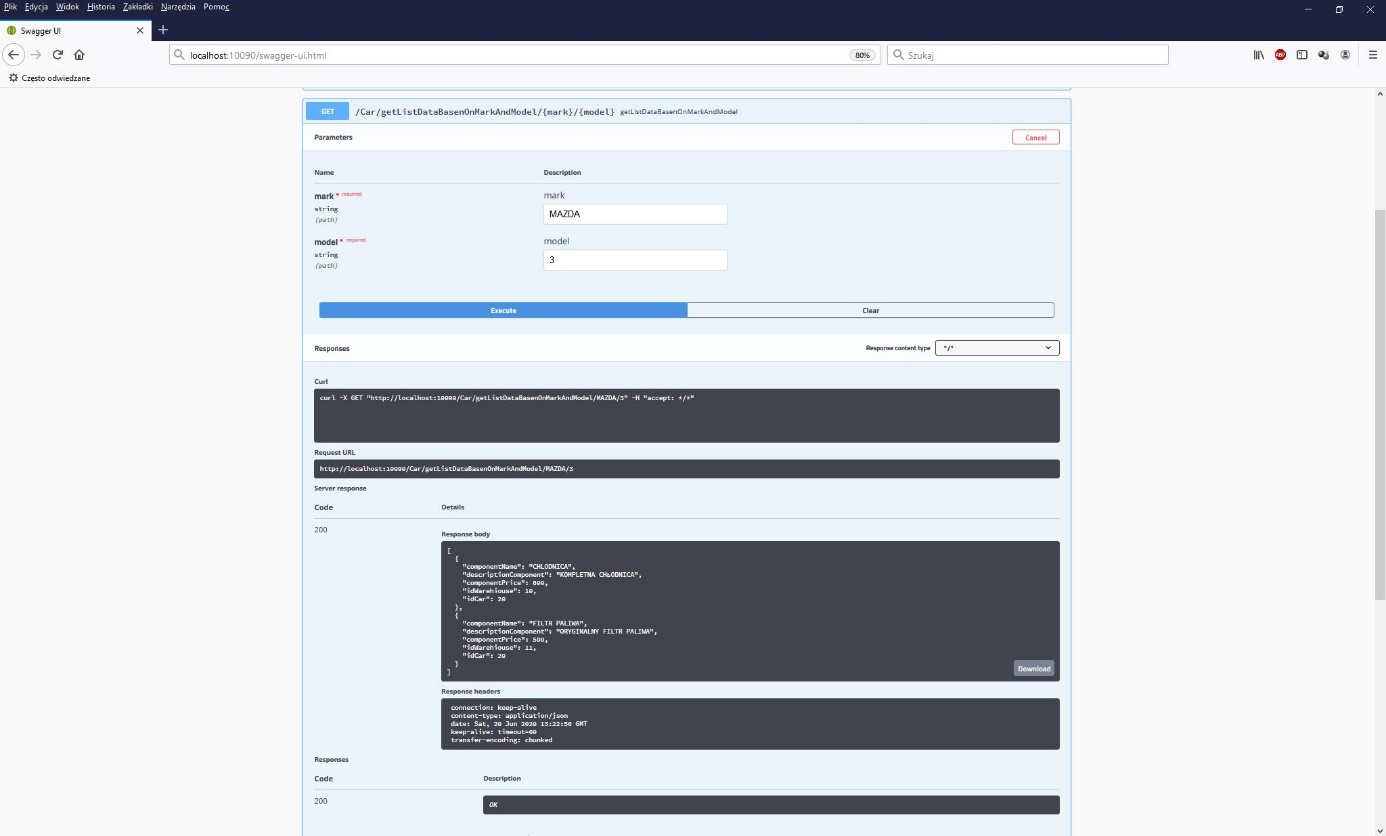 Plik Edycja Widok Historia Zakładki Narzędzia Pomoc
Swagger UI
localhost:10090/swagger-ui.html 80% Szukaj
ABP
Często odwiedzane
GET /Car/getListDataBasenOnMarkAndModel/{mark}/{model} getListDataBasenOnMarkAndModel
Parameters Cancel
Name Description
mark * required mark
string MAZDA
(path)
model * required model
string 3
(path)
Execute Clear
Responses Response content type */*
Curl
curl -X GET "http://localhost:10090/Car/getListDataBasenOnMarkAndModel/MAZDA/3" -H "accept: */*"
Request URL
http://localhost:10090/Car/getListDataBasenOnMarkAndModel/MAZDA/3
Server response
Code Details
200
Response body
[
{
"componentName": "CHLODNICA",
"descriptionComponent": "KOMPLETNA CHŁODNICA",
"componentPrice": 800,
"idWarehiouse": 10,
"idCar": 20
},
{
"componentName": "FILTR PALIWA",
"descriptionComponent": "ORYGINALNY FILTR PALIWA",
"componentPrice": 500,
"idWarehiouse": 11,
"idCar": 20
}
]
Download
Response headers
connection: keep-alive
content-type: application/json
date: Sat, 20 Jun 2020 13:22:56 GMT
keep-alive: timeout=60
transfer-encoding: chunked
Responses
Code Description
200
OK